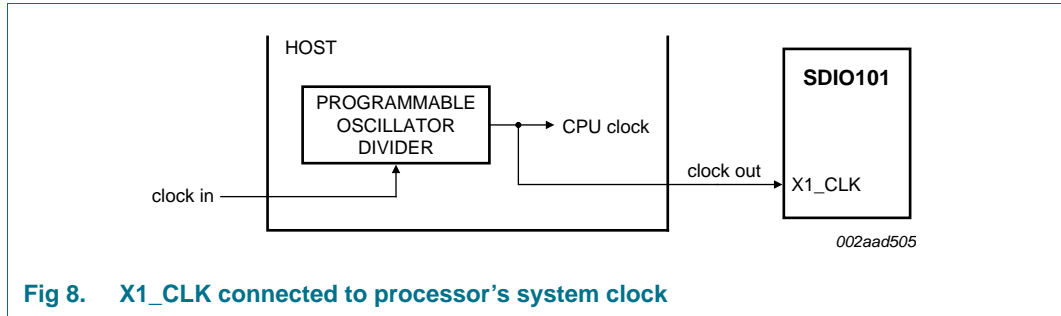 HOST
SDIO101
PROGRAMMABLE
OSCILLATOR
DIVIDER
CPU clock
clock out
X1_CLK
clock in
002aad505
Fig 8. X1_CLK connected to processor’s system clock